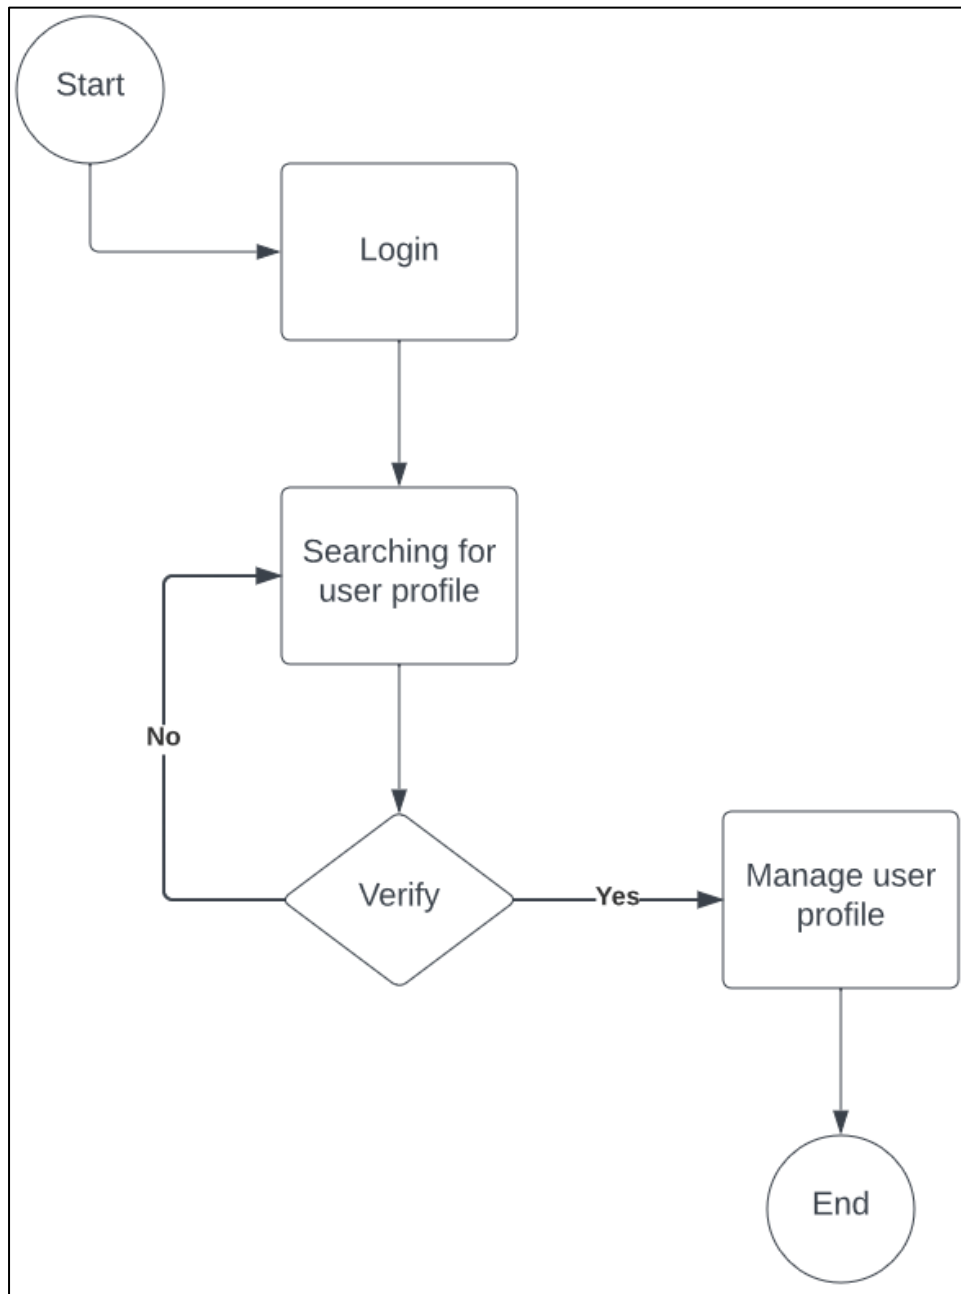 Start
Login
Searching for
user profile
No
Verify
Yes
Manage user
profile
End